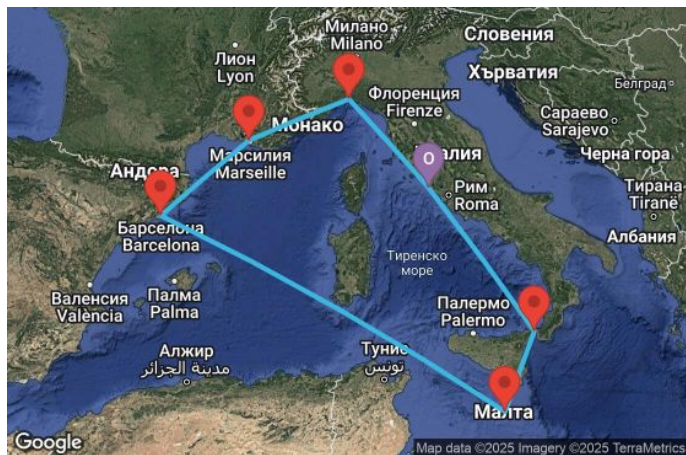 Милано
Milano
Словения
Лион
Lyon
Хърватия
Белград
Флоренция
Firenze
Монако
Сараево
Sarajevo
Марсилия
Marseille
алия
Черна гора
Андора
О
Рим
Roma
Тирана
Tiranë
Барселона
Barcelona
Албания
Тиренско
море
Палма
Palma
Валенсия
València
Палермо
Palermo
Алжир
مدينة الجزائر
Тунис
تونس
Малта
Google
Map data ©2025 Imagery ©2025 TerraMetrics